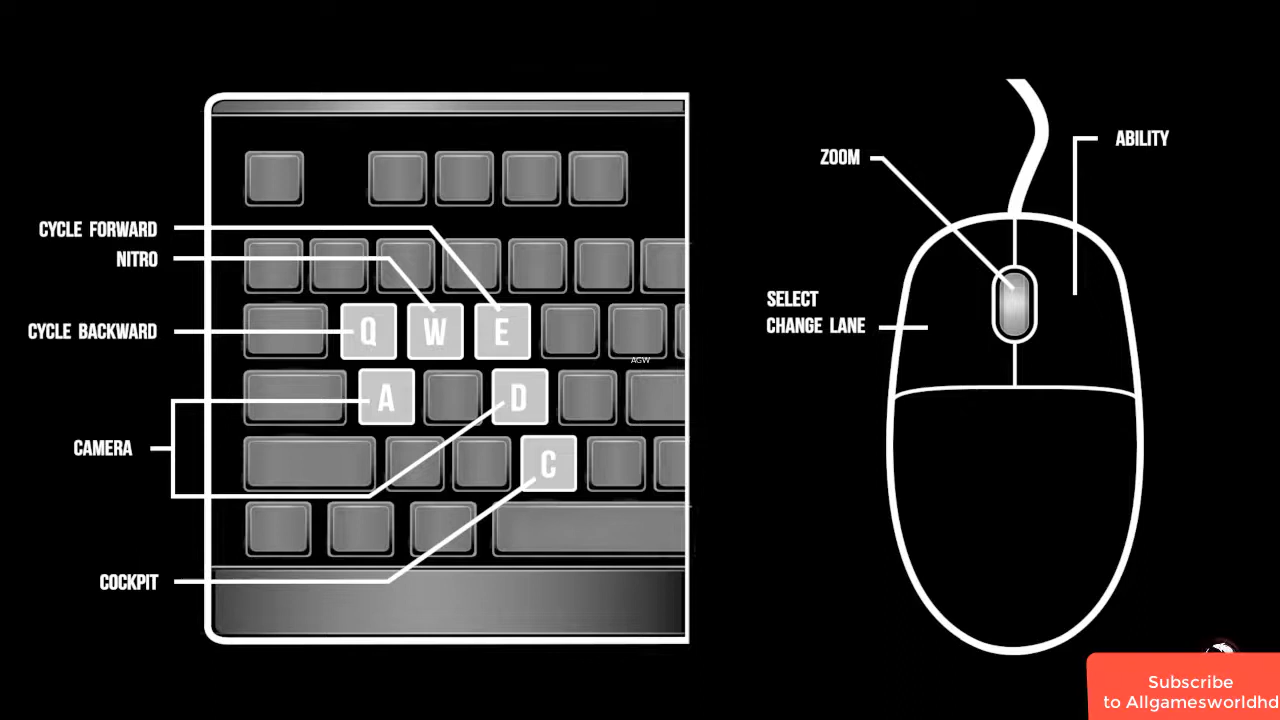 CYCLE FORWARD
NITRO
CYCLE BACKWARD
Q
W
E
AGW
A
D
CAMERA
C
COCKPIT
ZOOM
ABILITY
SELECT
CHANGE LANE
Subscribe
to Allgamesworldhd